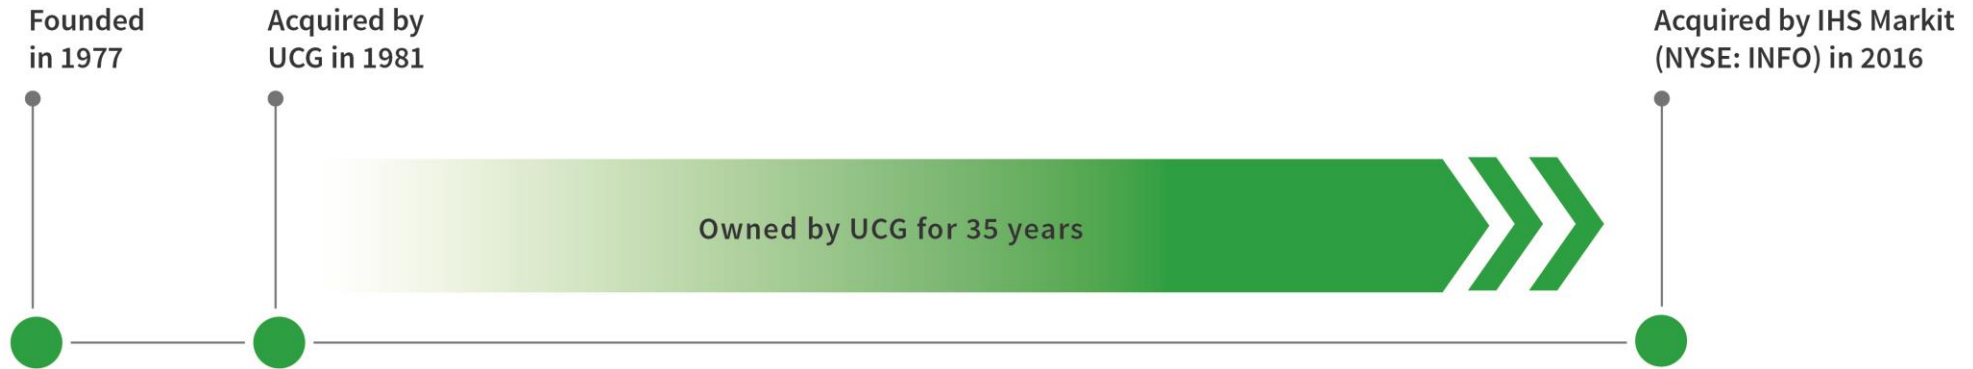 Founded
in 1977
Acquired by
UCG in 1981
Acquired by IHS Markit
(NYSE: INFO) in 2016
Owned by UCG for 35 years